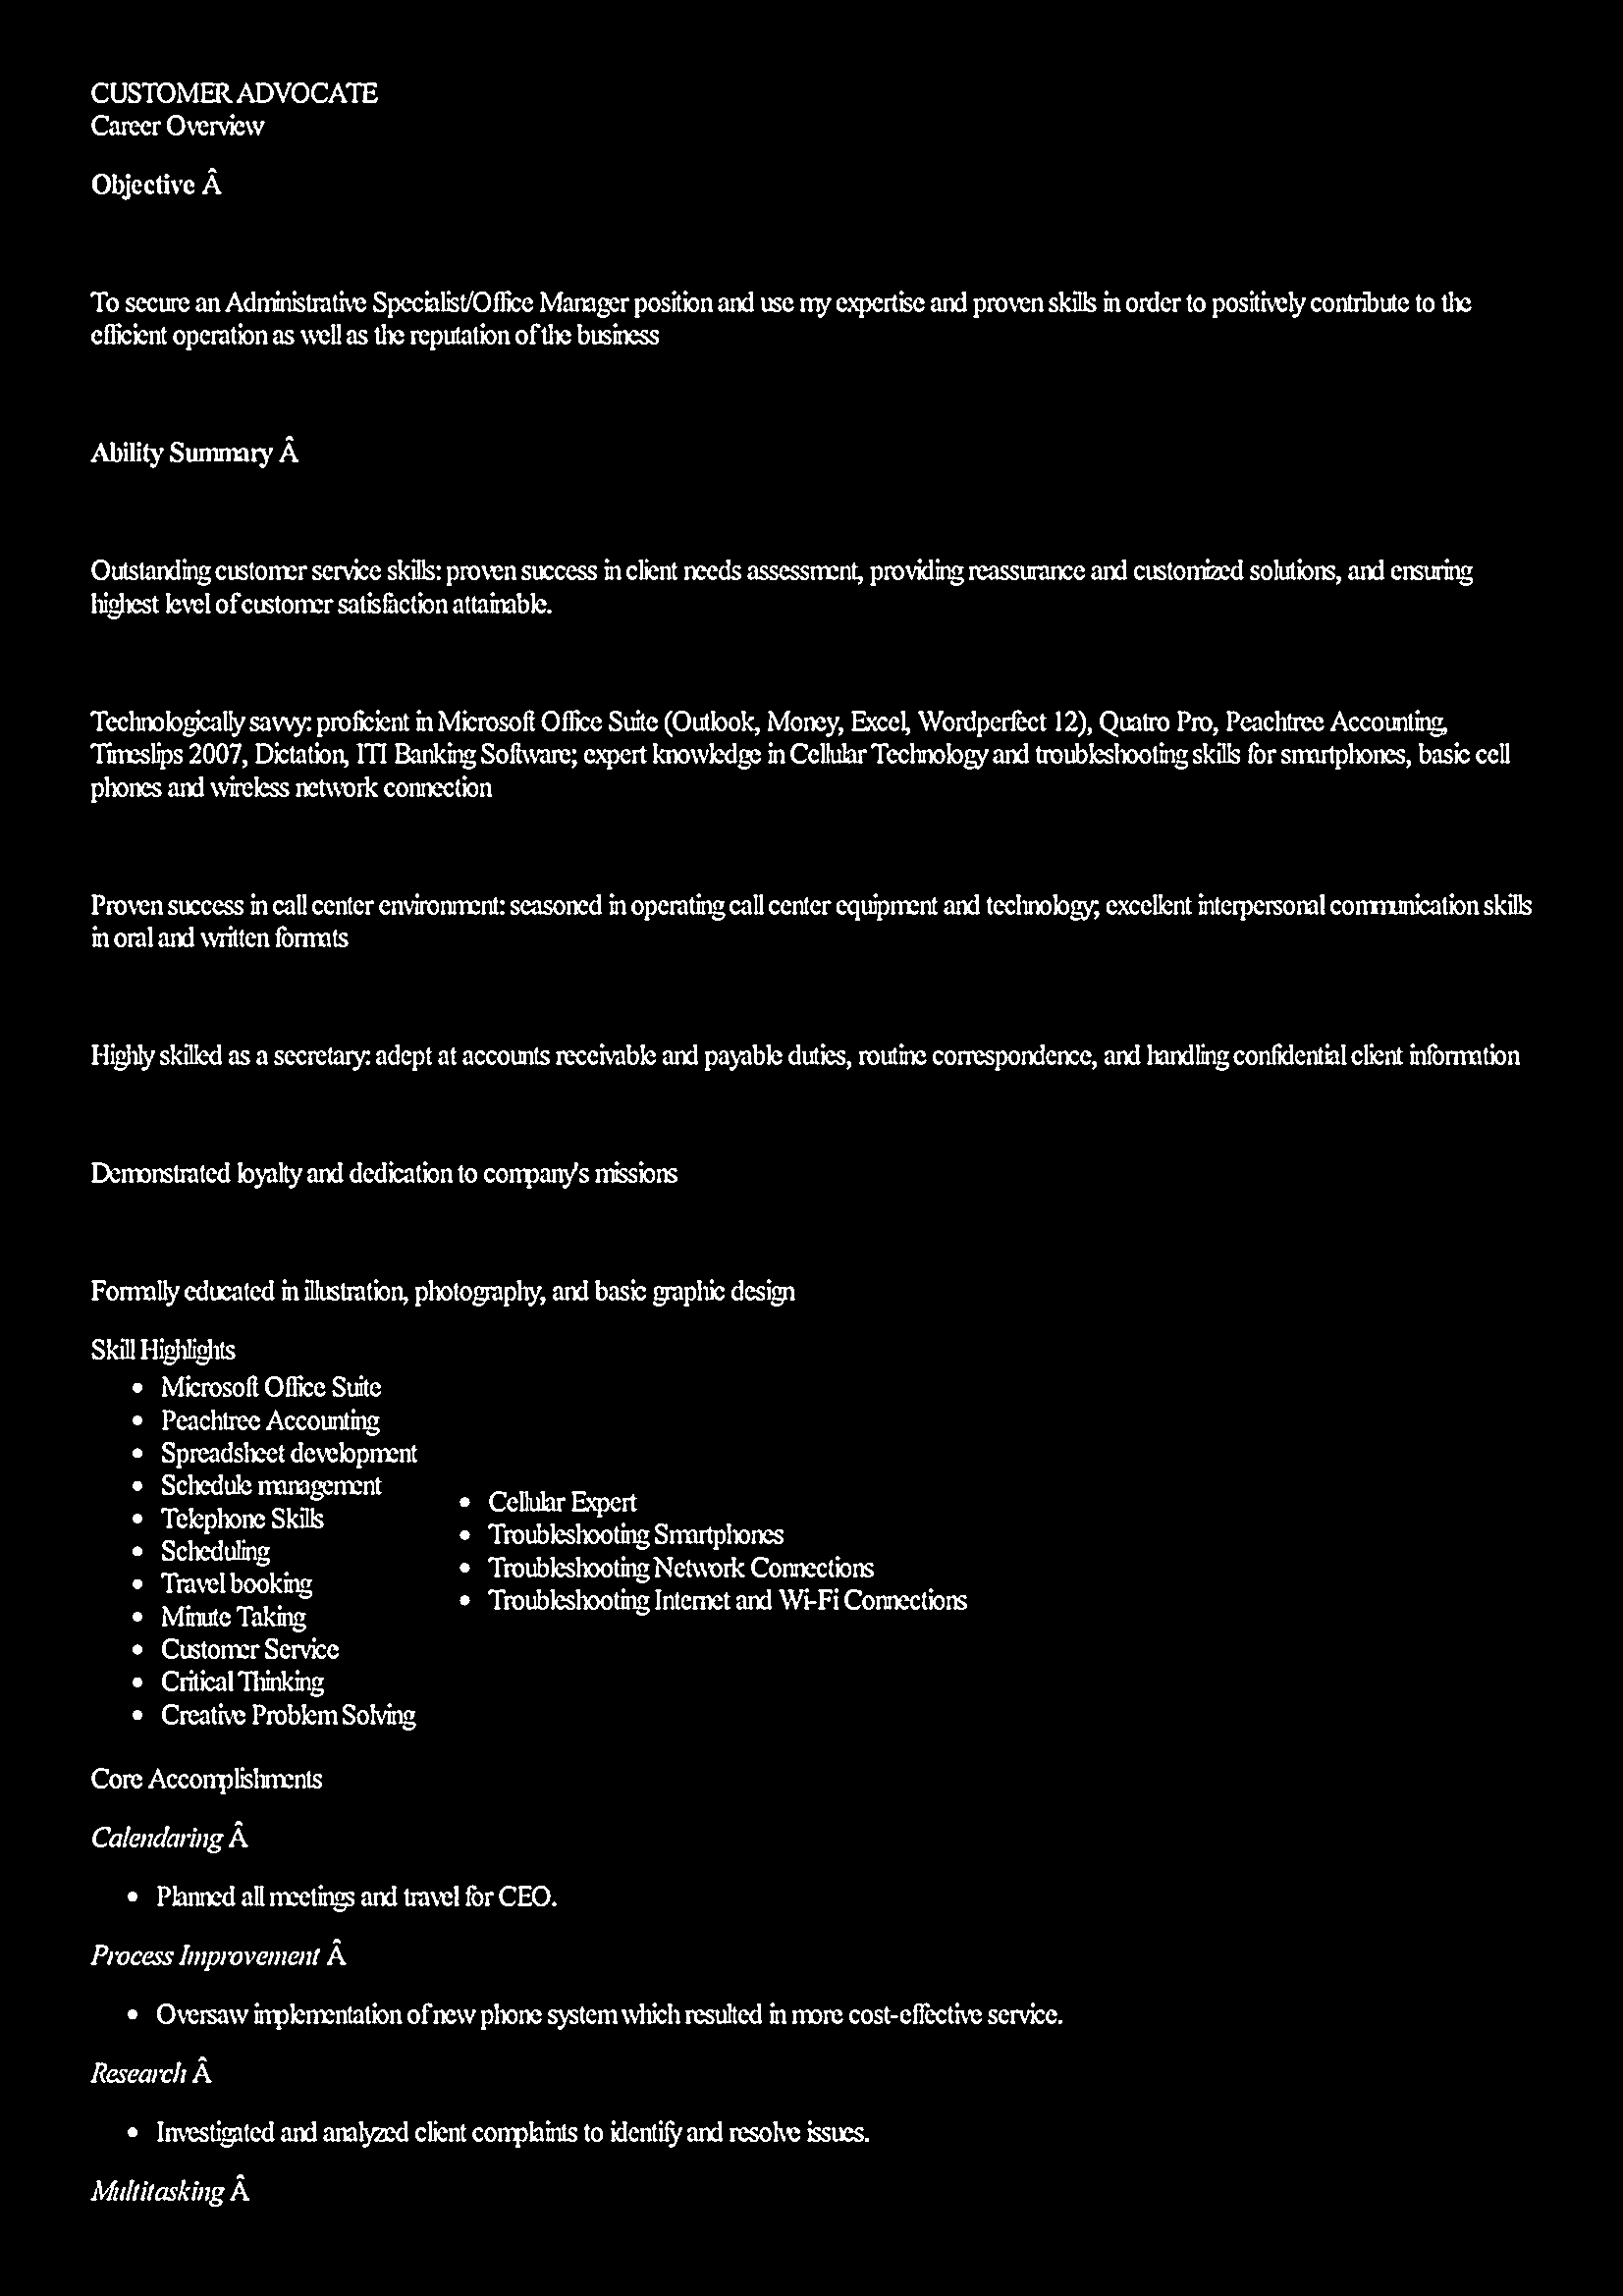 CUSTOMER ADVOCATE
Career Overview
Objective Â
To secure an Administrative Specialist/Office Manager position and use my expertise and proven skills in order to positively contribute to the
efficient operation as well as the reputation of the business
Ability Summary Â
Outstanding customer service skills: proven success in client needs assessment, providing reassurance and customized solutions, and ensuring
highest level of customer satisfaction attainable.
Technologically savvy: proficient in Microsoft Office Suite (Outlook, Money, Excel, Wordperfect 12), Quatro Pro, Peachtree Accounting,
Timeslips 2007, Dictation, ITI Banking Software; expert knowledge in Cellular Technology and troubleshooting skills for smartphones, basic cell
phones and wireless network connection
Proven success in call center environment: seasoned in operating call center equipment and technology; excellent interpersonal communication skills
in oral and written formats
Highly skilled as a secretary: adept at accounts receivable and payable duties, routine correspondence, and handling confidential client information
Demonstrated loyalty and dedication to company's missions
Formally educated in illustration, photography, and basic graphic design
Skill Highlights
• Microsoft Office Suite
• Peachtree Accounting
• Spreadsheet development
• Schedule management
• Telephone Skills
• Scheduling
• Travel booking
• Minute Taking
• Customer Service
• Critical Thinking
• Creative Problem Solving
• Cellular Expert
• Troubleshooting Smartphones
• Troubleshooting Network Connections
• Troubleshooting Internet and Wi-Fi Connections
Core Accomplishments
Calendaring Â
• Planned all meetings and travel for CEO.
Process Improvement Â
• Oversaw implementation of new phone system which resulted in more cost-effective service.
Research Â
• Investigated and analyzed client complaints to identify and resolve issues.
Multitasking Â